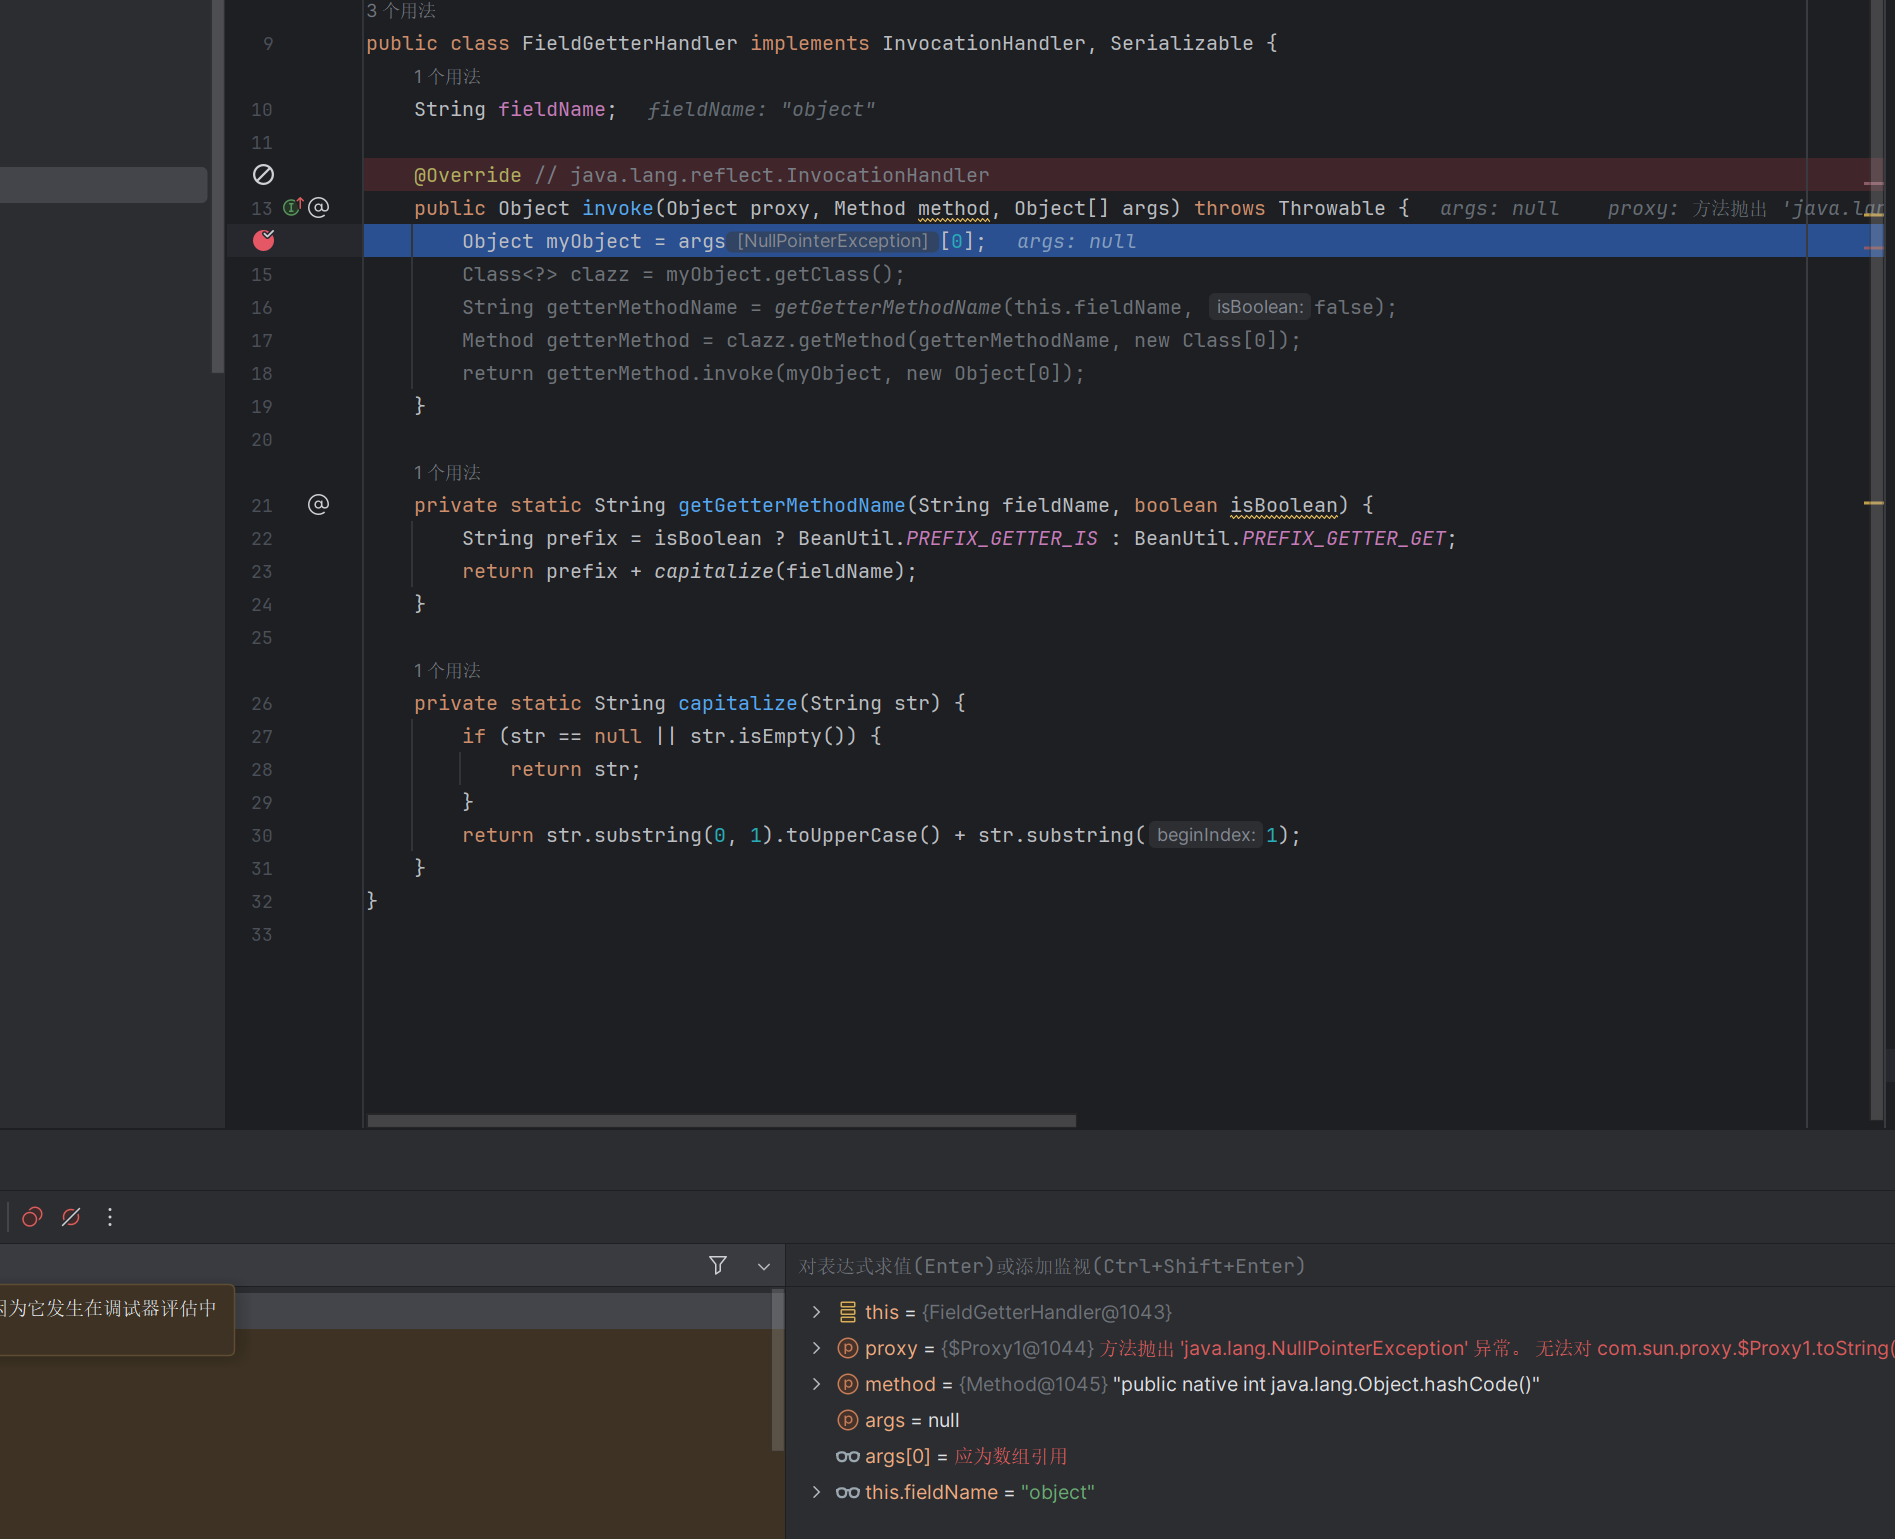 3 个用法
9 public class FieldGetterHandler implements InvocationHandler, Serializable {
1 个用法
10 String fieldName; fieldName: "object"
11
@Override // java.lang.reflect.InvocationHandler
13 public Object invoke(Object proxy, Method method, Object[] args) throws Throwable { args: null proxy: 方法抛出 'java.lan
Object myObject = args [NullPointerException] [0]; args: null
15 Class<?> clazz = myObject.getClass();
16 String getterMethodName = getGetterMethodName(this.fieldName, isBoolean: false);
17 Method getterMethod = clazz.getMethod(getterMethodName, new Class[0]);
18 return getterMethod.invoke(myObject, new Object[0]);
19 }
20
1 个用法
21 private static String getGetterMethodName(String fieldName, boolean isBoolean) {
22 String prefix = isBoolean ? BeanUtil.PREFIX_GETTER_IS : BeanUtil.PREFIX_GETTER_GET;
23 return prefix + capitalize(fieldName);
24 }
25
1 个用法
26 private static String capitalize(String str) {
27 if (str == null || str.isEmpty()) {
28 return str;
29 }
30 return str.substring(0, 1).toUpperCase() + str.substring( beginIndex: 1);
31 }
32 }
33
对表达式求值(Enter)或添加监视(Ctrl+Shift+Enter)
因为它发生在调试器评估中
this = {FieldGetterHandler@1043}
proxy = {$Proxy1@1044} 方法抛出 'java.lang.NullPointerException' 异常。 无法对 com.sun.proxy.$Proxy1.toString(
method = {Method@1045} "public native int java.lang.Object.hashCode()"
args = null
args[0] = 应为数组引用
this.fieldName = "object"